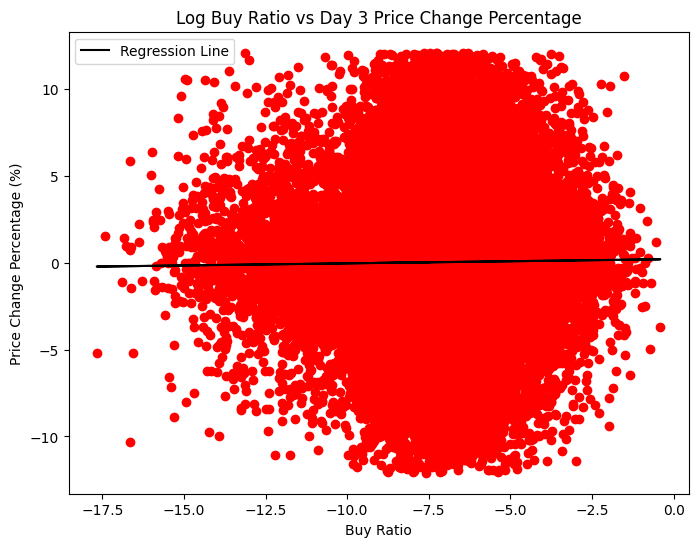 Log Buy Ratio vs Day 3 Price Change Percentage
Regression Line
Price Change Percentage (%)
10
5
0
−5
−10
−17.5 −15.0 −12.5 −10.0 −7.5 −5.0 −2.5 0.0
Buy Ratio